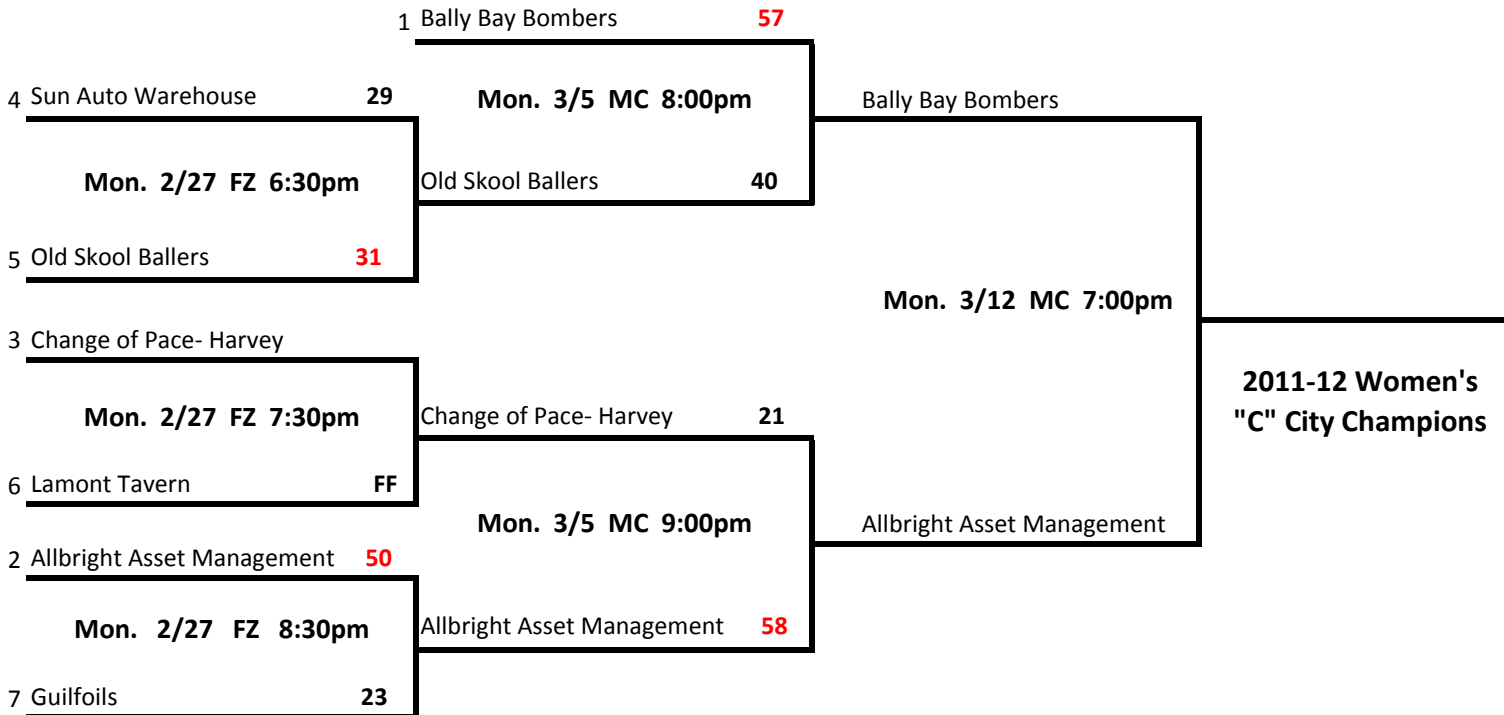 1 Bally Bay Bombers 57
4 Sun Auto Warehouse 29
Mon. 3/5 MC 8:00pm
Bally Bay Bombers
Mon. 2/27 FZ 6:30pm
Old Skool Ballers 40
5 Old Skool Ballers 31
Mon. 3/12 MC 7:00pm
3 Change of Pace- Harvey
2011-12 Women's
"C" City Champions
Mon. 2/27 FZ 7:30pm
Change of Pace- Harvey 21
6 Lamont Tavern FF
Mon. 3/5 MC 9:00pm
Allbright Asset Management
2 Allbright Asset Management 50
Mon. 2/27 FZ 8:30pm
Allbright Asset Management 58
7 Guilfoils 23